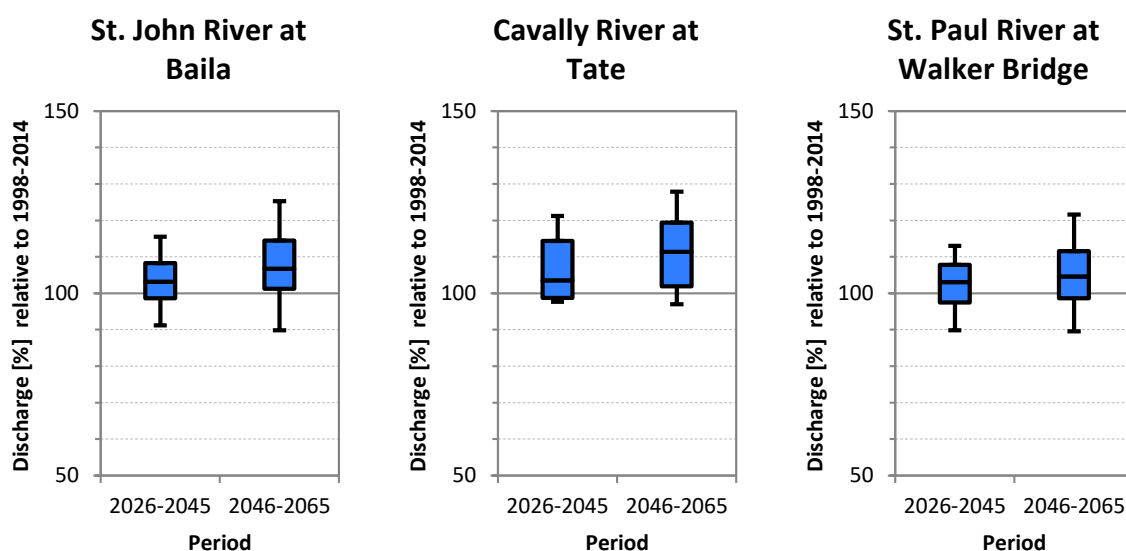 St. John River at
Baila
Discharge [%] relative to 1998-2014
150
100
50
2026-2045 2046-2065
Period
Cavally River at
Tate
Discharge [%] relative to 1998-2014
150
100
50
2026-2045 2046-2065
Period
St. Paul River at
Walker Bridge
Discharge [%] relative to 1998-2014
150
100
50
2026-2045 2046-2065
Period